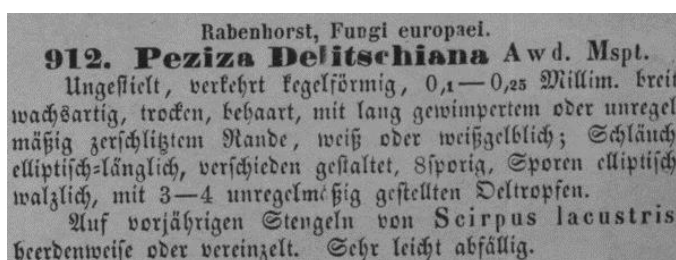 Rabenhorst, Fungi europaei.
912. Peziza Delitschiana Awd. Mspt.
Ungestielt, verkehrt kegelförmig, 0,1—0,25 Millim. breit
wachsartig, trocken, behaart, mit lang gewimpertem oder unregel
mäßig zerschlitztem Rande, weiß oder weißgelblich; Schläuch
elliptisch-länglich, verschieden gestaltet, 8sporig, Sporen elliptisch
walzlich, mit 3—4 unregelmäßig gestellten Oeltropfen.
Auf vorjährigen Stengeln von Scirpus lacustris
heerdenweise oder vereinzelt. Sehr leicht abfällig.